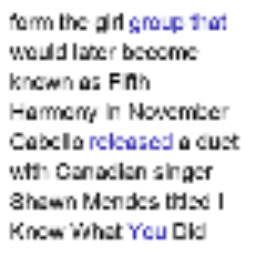 form the girl group that
would later become
known as Fifth
Harmony In November
Cabello released a duet
with Canadian singer
Shawn Mendes titled I
Know What You Did